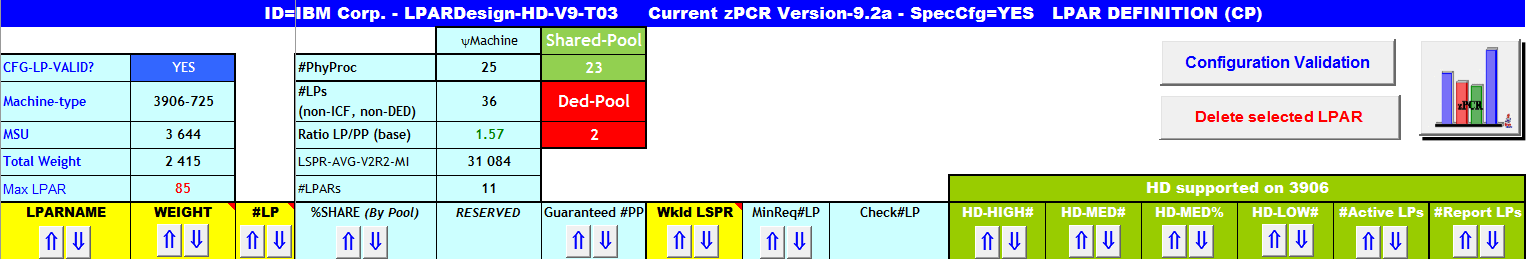 ID=IBM Corp. - LPARDesign-HD-V9-T03 Current zPCR Version-9.2a - SpecCfg=YES LPAR DEFINITION (CP)
ψMachine Shared-Pool
CFG-LP-VALID? YES #PhyProc 25 23
Configuration Validation
Machine-type 3906-725 #LPs
(non-ICF, non-DED) 36 Ded-Pool
zPCR
Delete selected LPAR
MSU 3 644 Ratio LP/PP (base) 1.57 2
Total Weight 2 415 LSPR-AVG-V2R2-MI 31 084
Max LPAR 85 #LPARs 11 HD supported on 3906
LPARNAME WEIGHT #LP %SHARE (By Pool) RESERVED Guaranteed #PP Wkld LSPR MinReq#LP Check#LP HD-HIGH# HD-MED# HD-MED% HD-LOW# #Active LPs #Report LPs
⇑ ⇓ ⇑ ⇓ ⇑ ⇓ ⇑ ⇓ ⇑ ⇓ ⇑ ⇓ ⇑ ⇓ ⇑ ⇓ ⇑ ⇓ ⇑ ⇓ ⇑ ⇓ ⇑ ⇓ ⇑ ⇓